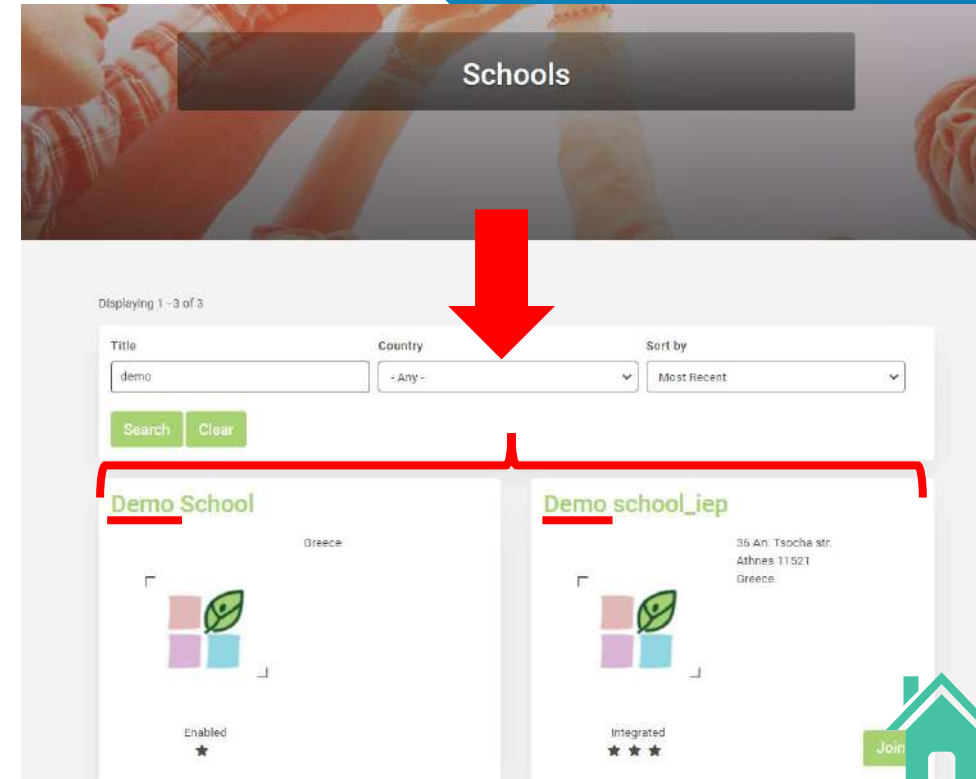 Schools
Displaying 1 - 3 of 3
Title Country Sort by
demo - Any - Most Recent
Search Clear
Demo School Demo school_iep
Greece 36 An. Tsocha str.
Athnes 11521
Greece
Enabled Integrated
Join